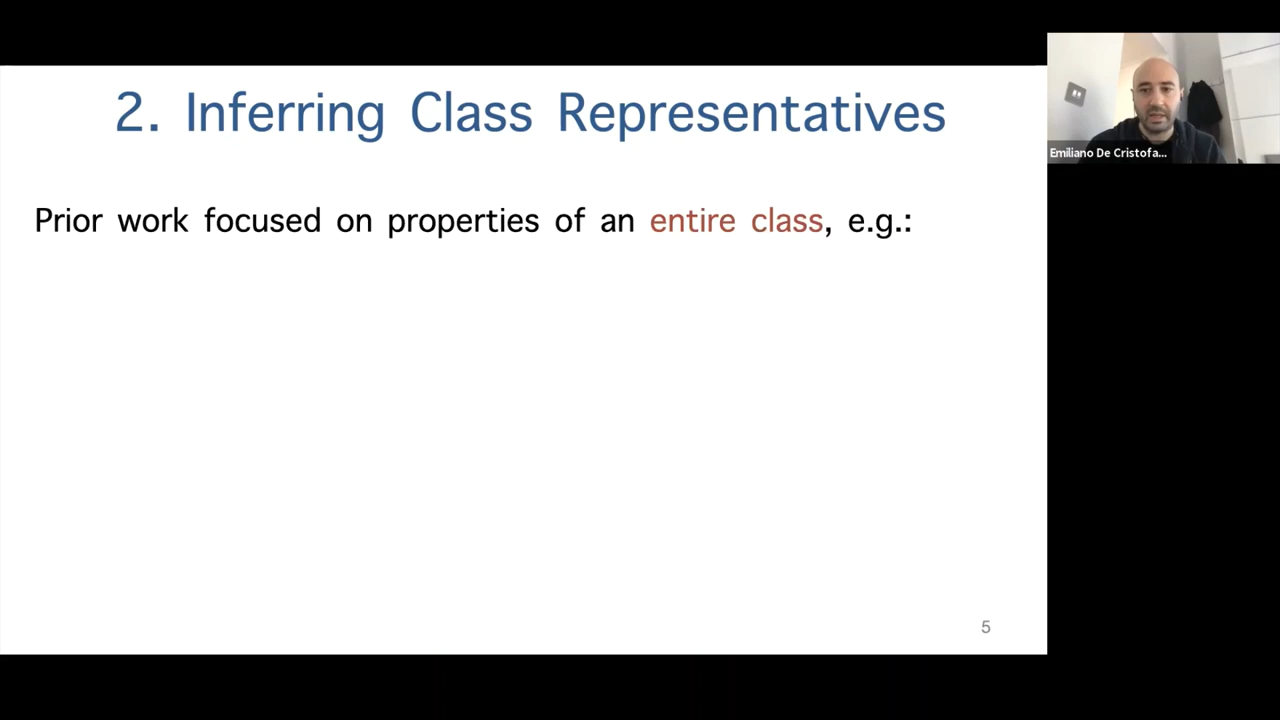 2. Inferring Class Representatives
Emiliano De Cristofa...
Prior work focused on properties of an entire class, e.g.:
5